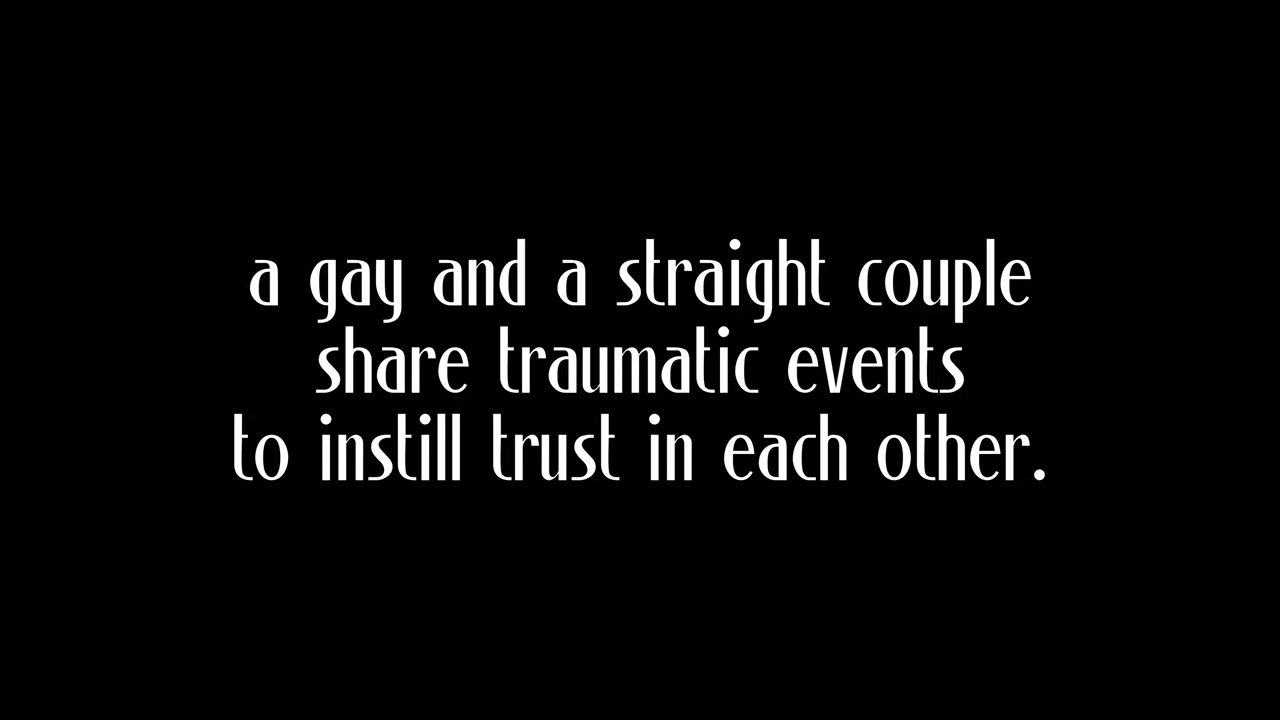 a gay and a straight couple
share traumatic events
to instill trust in each other.